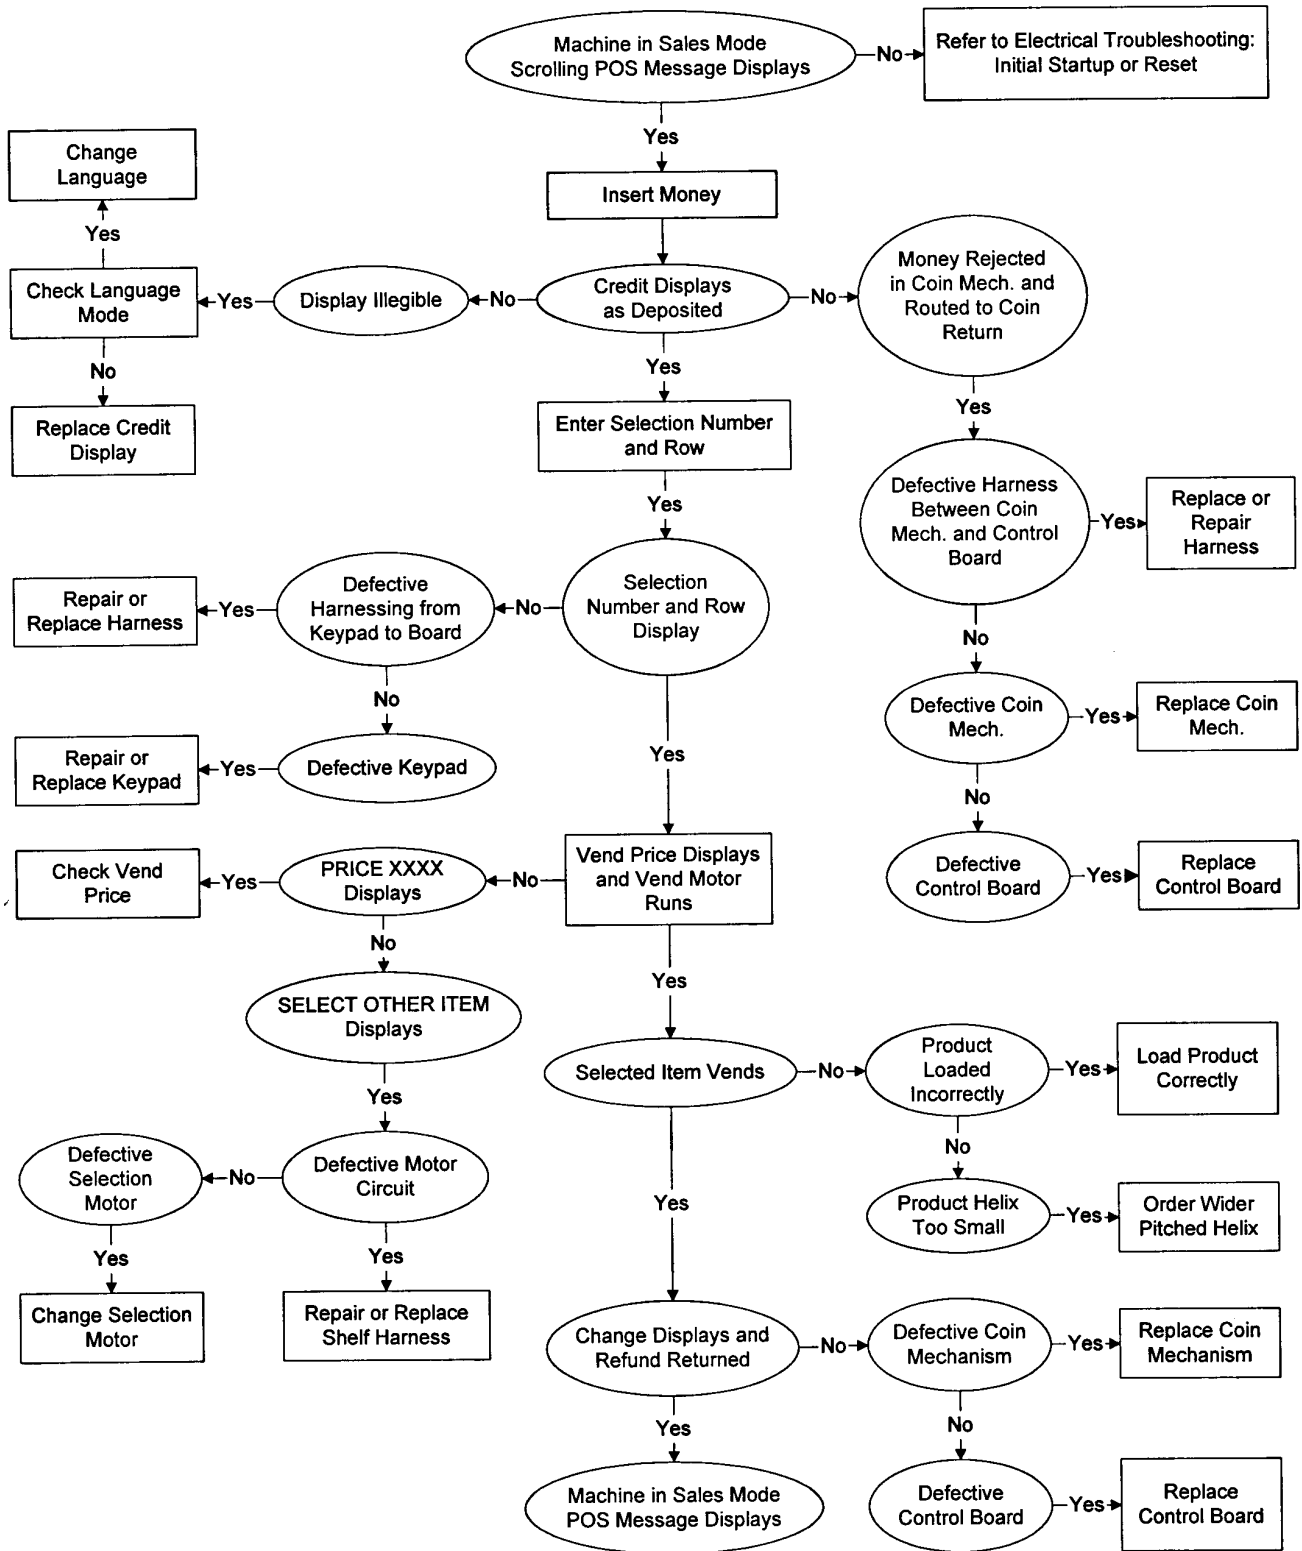 Machine in Sales Mode
Scrolling POS Message Displays
No
Refer to Electrical Troubleshooting:
Initial Startup or Reset
Yes
Change
Language
Insert Money
Yes
Check Language
Mode
Yes
Display Illegible
No
Credit Displays
as Deposited
No
Money Rejected
in Coin Mech. and
Routed to Coin
Return
No
Yes
Yes
Replace Credit
Display
Enter Selection Number
and Row
Yes
Defective Harness
Between Coin
Mech. and Control
Board
Yes
Replace or
Repair
Harness
Repair or
Replace Harness
Yes
Defective
Harnessing from
Keypad to Board
No
Selection
Number and Row
Display
No
No
Defective Coin
Mech.
Yes
Replace Coin
Mech.
Repair or
Replace Keypad
Yes
Defective Keypad
Yes
No
Check Vend
Price
Yes
PRICE XXXX
Displays
No
Vend Price Displays
and Vend Motor
Runs
Defective
Control Board
Yes
Replace
Control Board
No
SELECT OTHER ITEM
Displays
Yes
Selected Item Vends
No
Product
Loaded
Incorrectly
Yes
Load Product
Correctly
Yes
No
Defective
Selection
Motor
No
Defective Motor
Circuit
Yes
Product Helix
Too Small
Yes
Order Wider
Pitched Helix
Yes
Yes
Change Selection
Motor
Repair or Replace
Shelf Harness
Change Displays and
Refund Returned
No
Defective Coin
Mechanism
Yes
Replace Coin
Mechanism
Yes
No
Machine in Sales Mode
POS Message Displays
Defective
Control Board
Yes
Replace
Control Board